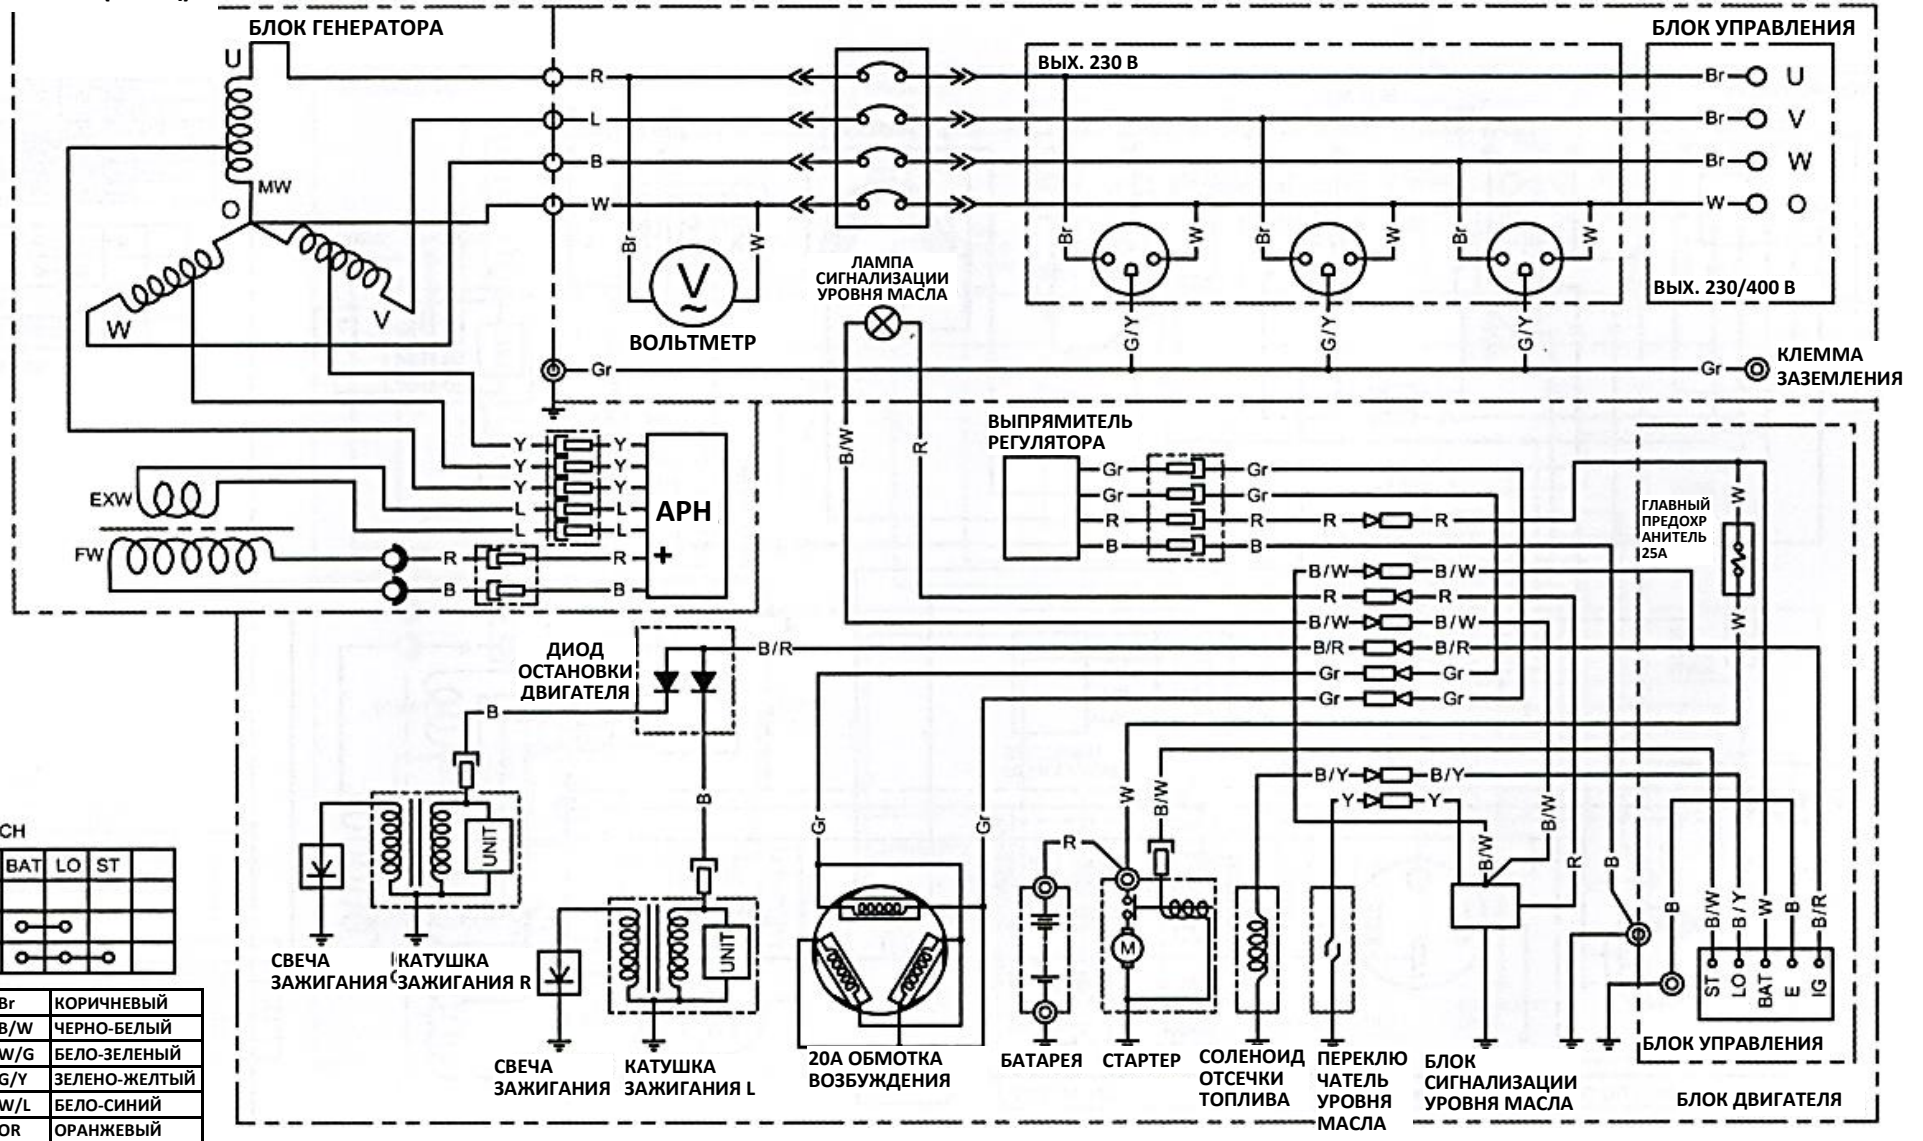 БЛОК ГЕНЕРАТОРА
БЛОК УПРАВЛЕНИЯ
U
R
ВЫХ. 230 В
Br
U
L
Br
V
B
Br
W
MW
O
W
W
O
Br
W
Br
W
Br
W
Br
W
V
~
ВОЛЬТМЕТР
ЛАМПА
СИГНАЛИЗАЦИИ
УРОВНЯ МАСЛА
ВЫХ. 230/400 В
W
V
G/Y
G/Y
G/Y
Gr
Gr
КЛЕММА
ЗАЗЕМЛЕНИЯ
B/W
R
ВЫПРЯМИТЕЛЬ
РЕГУЛЯТОРА
Y
Y
Y
Y
Y
Y
L
L
L
L
АРН
+
EXW
FW
R
R
B
B
Gr
Gr
Gr
Gr
R
R
R
R
B
B
W
ГЛАВНЫЙ
ПРЕДОХР
АНИТЕЛЬ
25А
W
B/W
B/W
R
R
B/W
B/W
B/R
B/R
B/R
Gr
Gr
Gr
Gr
ДИОД
ОСТАНОВКИ
ДВИГАТЕЛЯ
B
B
B/Y
B/Y
Y
Y
W
B/W
B/W
Gr
Gr
R
B/W
R
B
B
B/W
B/Y
W
B
B/R
UNIT
UNIT
M
ST
LO
BAT
E
IG
СН
BAT
LO
ST
СВЕЧА
ЗАЖИГАНИЯ
КАТУШКА
ЗАЖИГАНИЯ R
СВЕЧА
ЗАЖИГАНИЯ
КАТУШКА
ЗАЖИГАНИЯ L
20А ОБМОТКА
ВОЗБУЖДЕНИЯ
БАТАРЕЯ
СТАРТЕР
СОЛЕНОИД
ОТСЕЧКИ
ТОПЛИВА
ПЕРЕКЛЮ
ЧАТЕЛЬ
УРОВНЯ
МАСЛА
БЛОК
СИГНАЛИЗАЦИИ
УРОВНЯ МАСЛА
БЛОК УПРАВЛЕНИЯ
БЛОК ДВИГАТЕЛЯ
Br КОРИЧНЕВЫЙ
B/W ЧЕРНО-БЕЛЫЙ
W/G БЕЛО-ЗЕЛЕНЫЙ
G/Y ЗЕЛЕНО-ЖЕЛТЫЙ
W/L БЕЛО-СИНИЙ
OR ОРАНЖЕВЫЙ